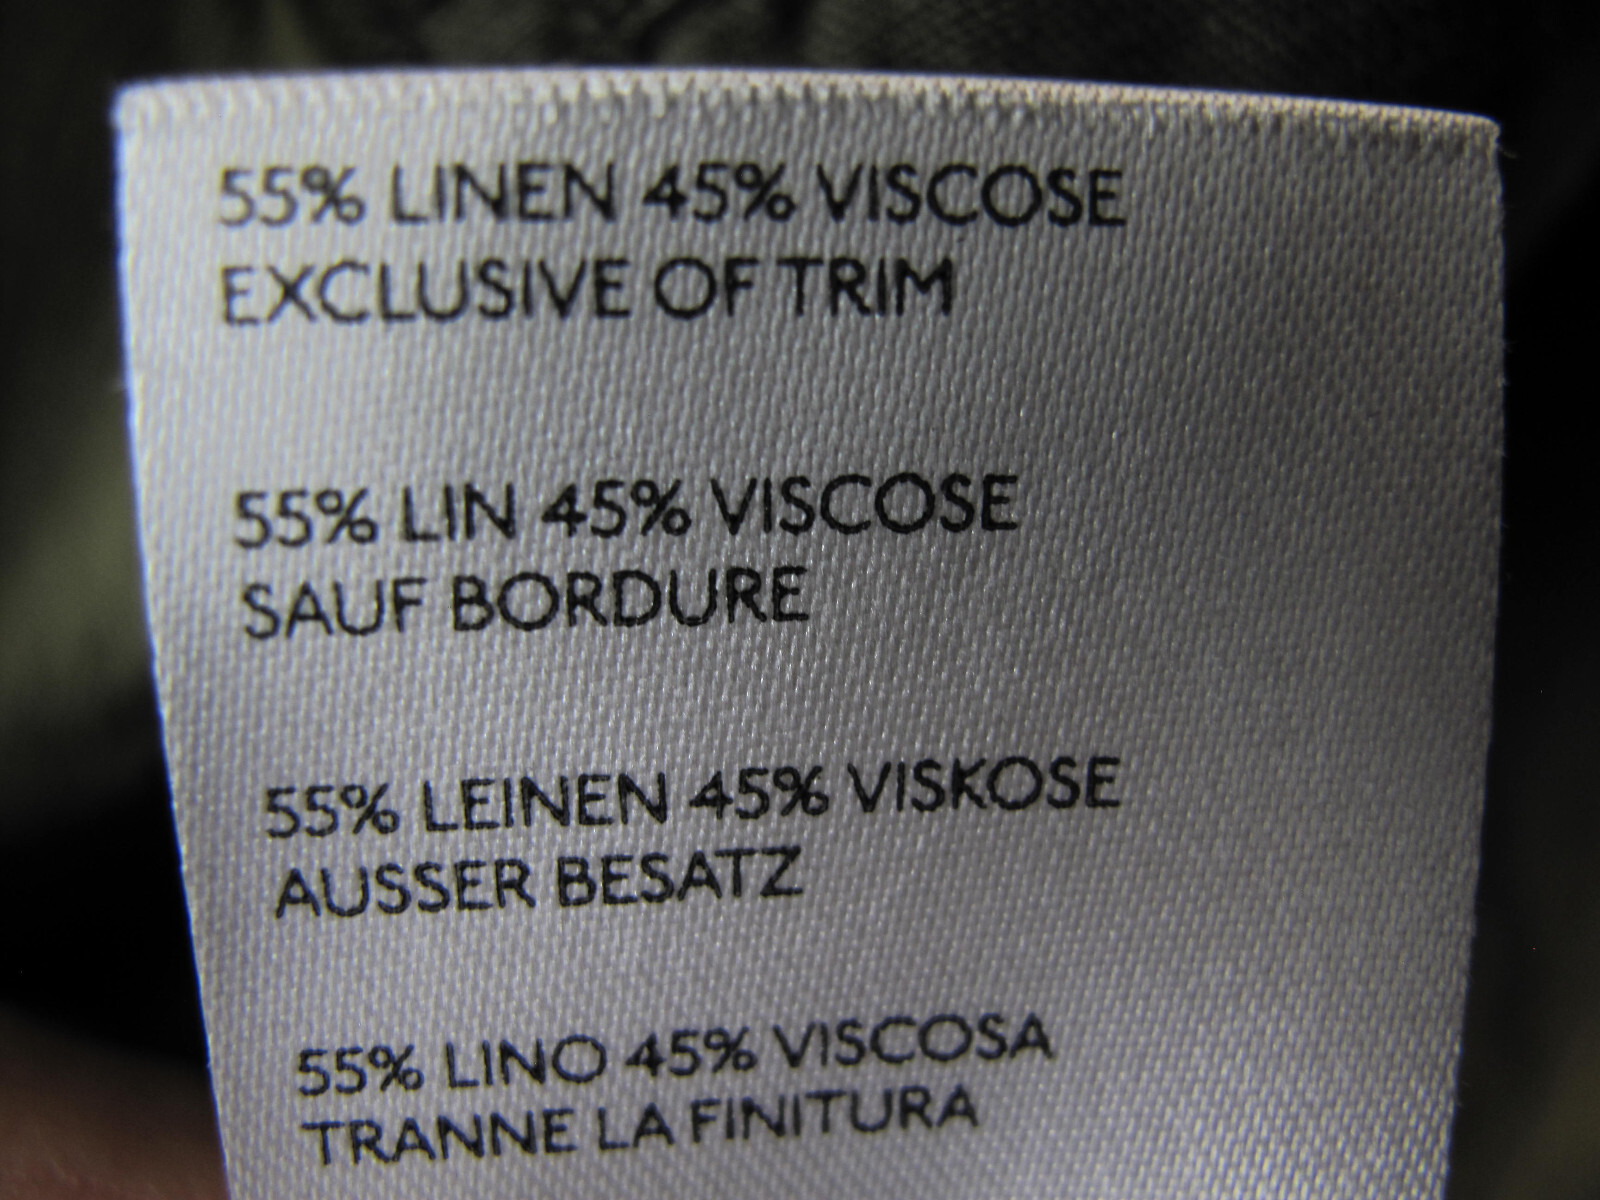 55% LINEN 45% VISCOSE
EXCLUSIVE OF TRIM
55% LIN 45% VISCOSE
SAUF BORDURE
55% LEINEN 45% VISKOSE
AUSSER BESATZ
55% LINO 45% VISCOSA
TRANNE LA FINITURA